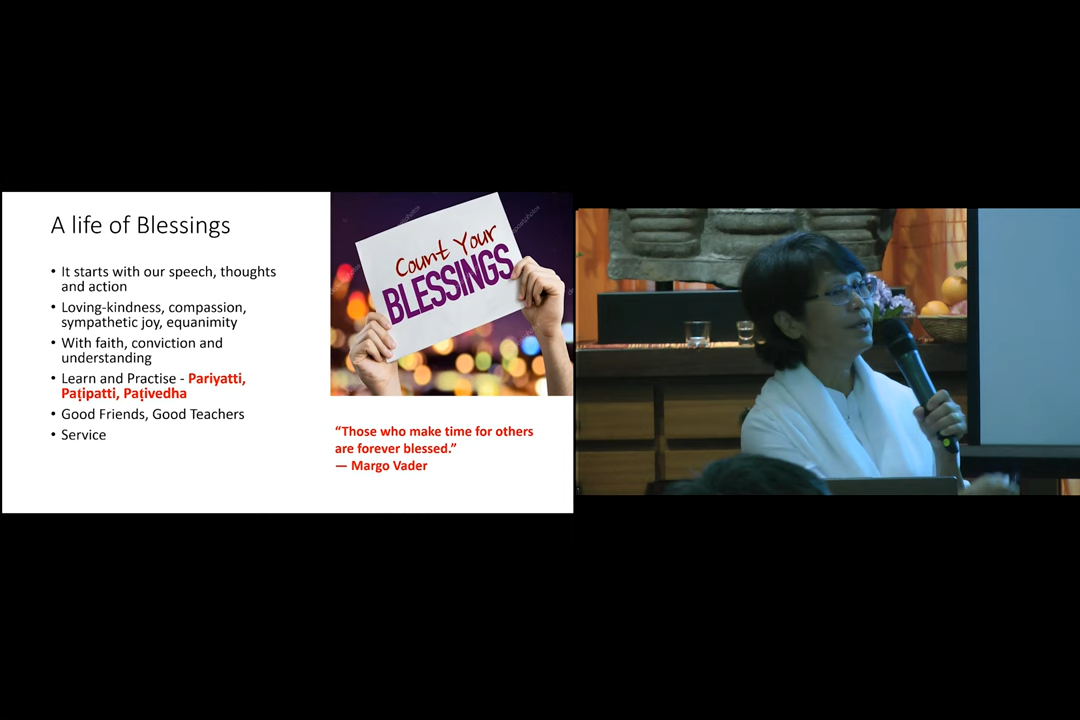 A life of Blessings
• It starts with our speech, thoughts
and action
• Loving-kindness, compassion,
sympathetic joy, equanimity
• With faith, conviction and
understanding
• Learn and Practise - Pariyatti,
Paṭipatti, Paṭivedha
• Good Friends, Good Teachers
• Service
Count Your
BLESSINGS
“Those who make time for others
are forever blessed.”
— Margo Vader